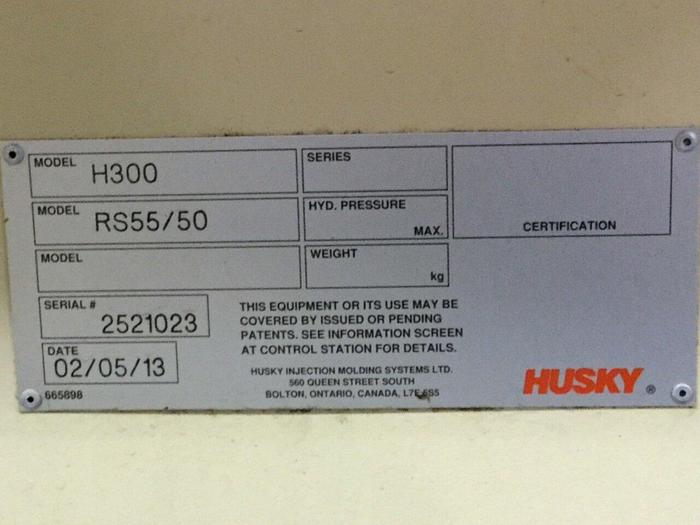 MODEL H300
SERIES
MODEL RS55/50
HYD. PRESSURE
MAX.
CERTIFICATION
MODEL
WEIGHT
kg
SERIAL #
2521023
DATE
02/05/13
665898
THIS EQUIPMENT OR ITS USE MAY BE
COVERED BY ISSUED OR PENDING
PATENTS. SEE INFORMATION SCREEN
AT CONTROL STATION FOR DETAILS.
HUSKY INJECTION MOLDING SYSTEMS LTD.
560 QUEEN STREET SOUTH
BOLTON, ONTARIO, CANADA, L7E 5S5
HUSKY ®